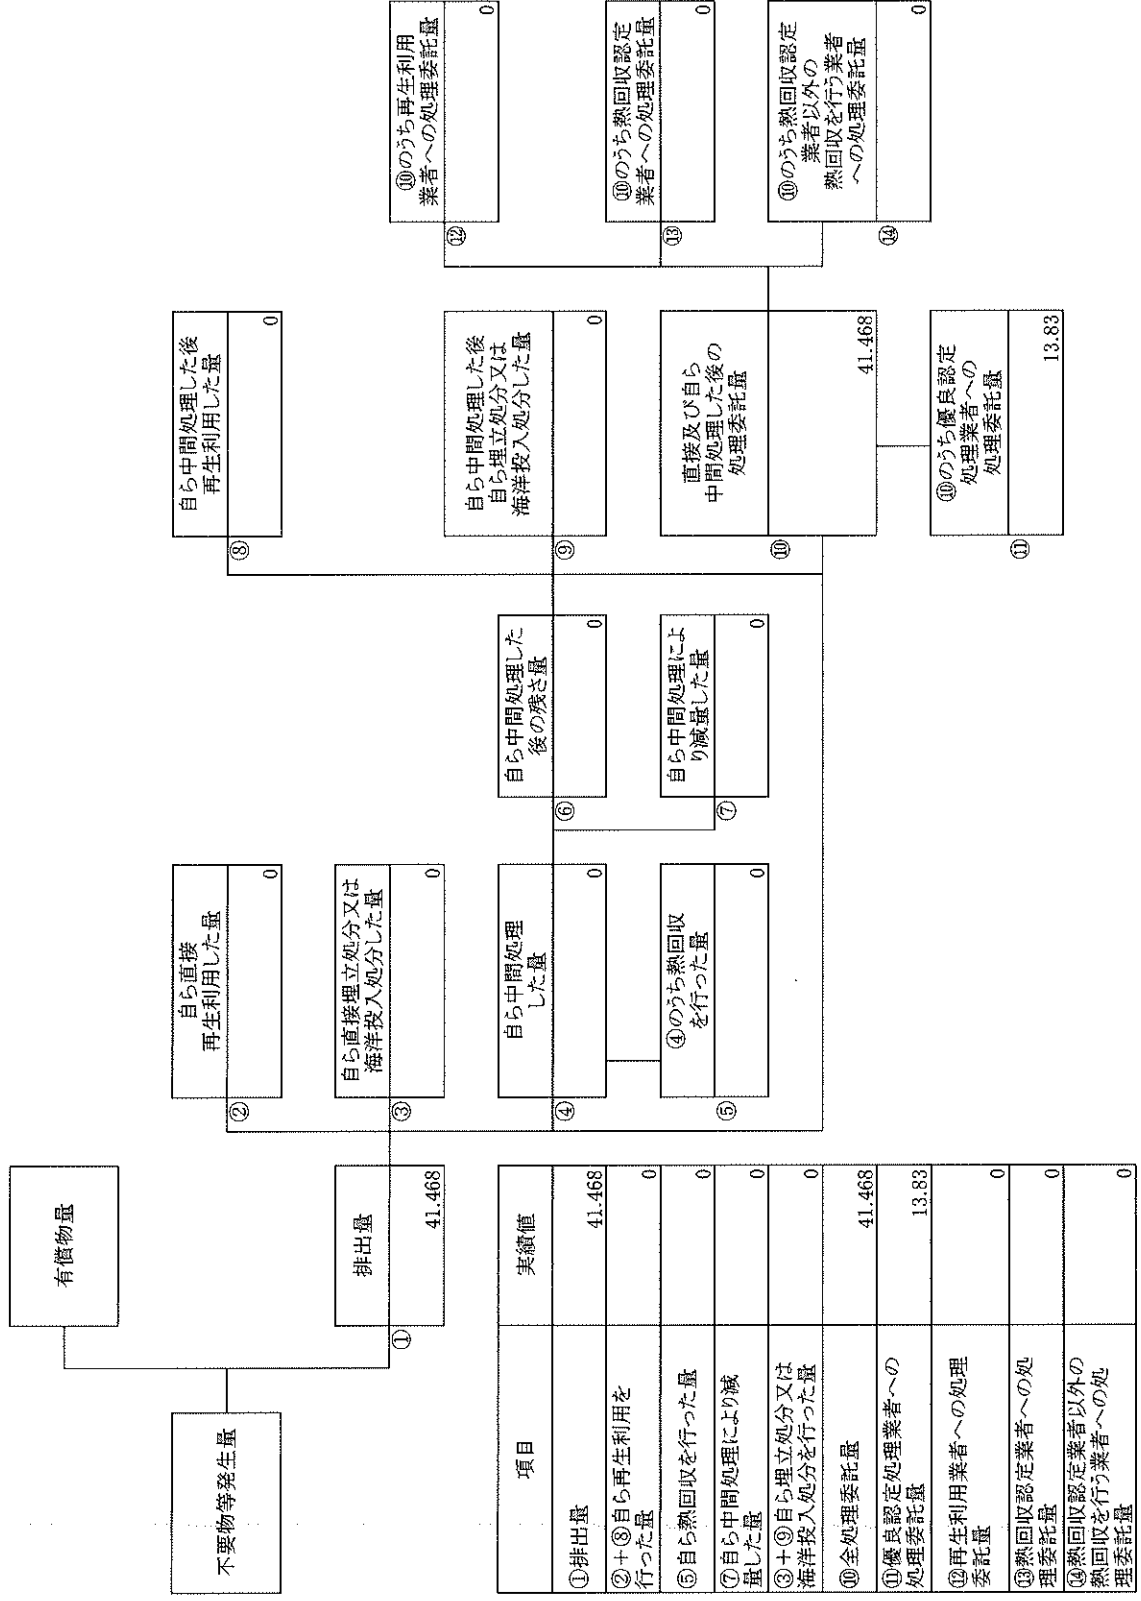 有償物量
不要物等発生量
排出量
①
41.468
自ら直接
再生利用した量
②
0
自ら直接埋立処分又は
海洋投入処分した量
③
0
自ら中間処理
した量
④
0
④のうち熱回収
を行った量
⑤
0
自ら中間処理した
後の残さ量
⑥
0
自ら中間処理によ
り減量した量
⑦
0
自ら中間処理した後
再生利用した量
⑧
0
自ら中間処理した後
自ら埋立処分又は
海洋投入処分した量
⑨
0
直接及び自ら
中間処理した後の
処理委託量
⑩
41.468
⑩のうち優良認定
処理業者への
処理委託量
⑪
13.83
⑩のうち再生利用
業者への処理委託量
⑫
0
⑩のうち熱回収認定
業者への処理委託量
⑬
0
⑩のうち熱回収認定
業者以外の
熱回収を行う業者
への処理委託量
⑭
0
項目 実績値
①排出量 41.468
②+⑧自ら再生利用を
行った量 0
⑤自ら熱回収を行った量 0
⑦自ら中間処理により減
量した量 0
③+⑨自ら埋立処分又は
海洋投入処分を行った量 0
⑩全処理委託量 41.468
⑪優良認定処理業者への
処理委託量 13.83
⑫再生利用業者への処理
委託量 0
⑬熱回収認定業者への処
理委託量 0
⑭熱回収認定業者以外の
熱回収を行う業者への処
理委託量 0